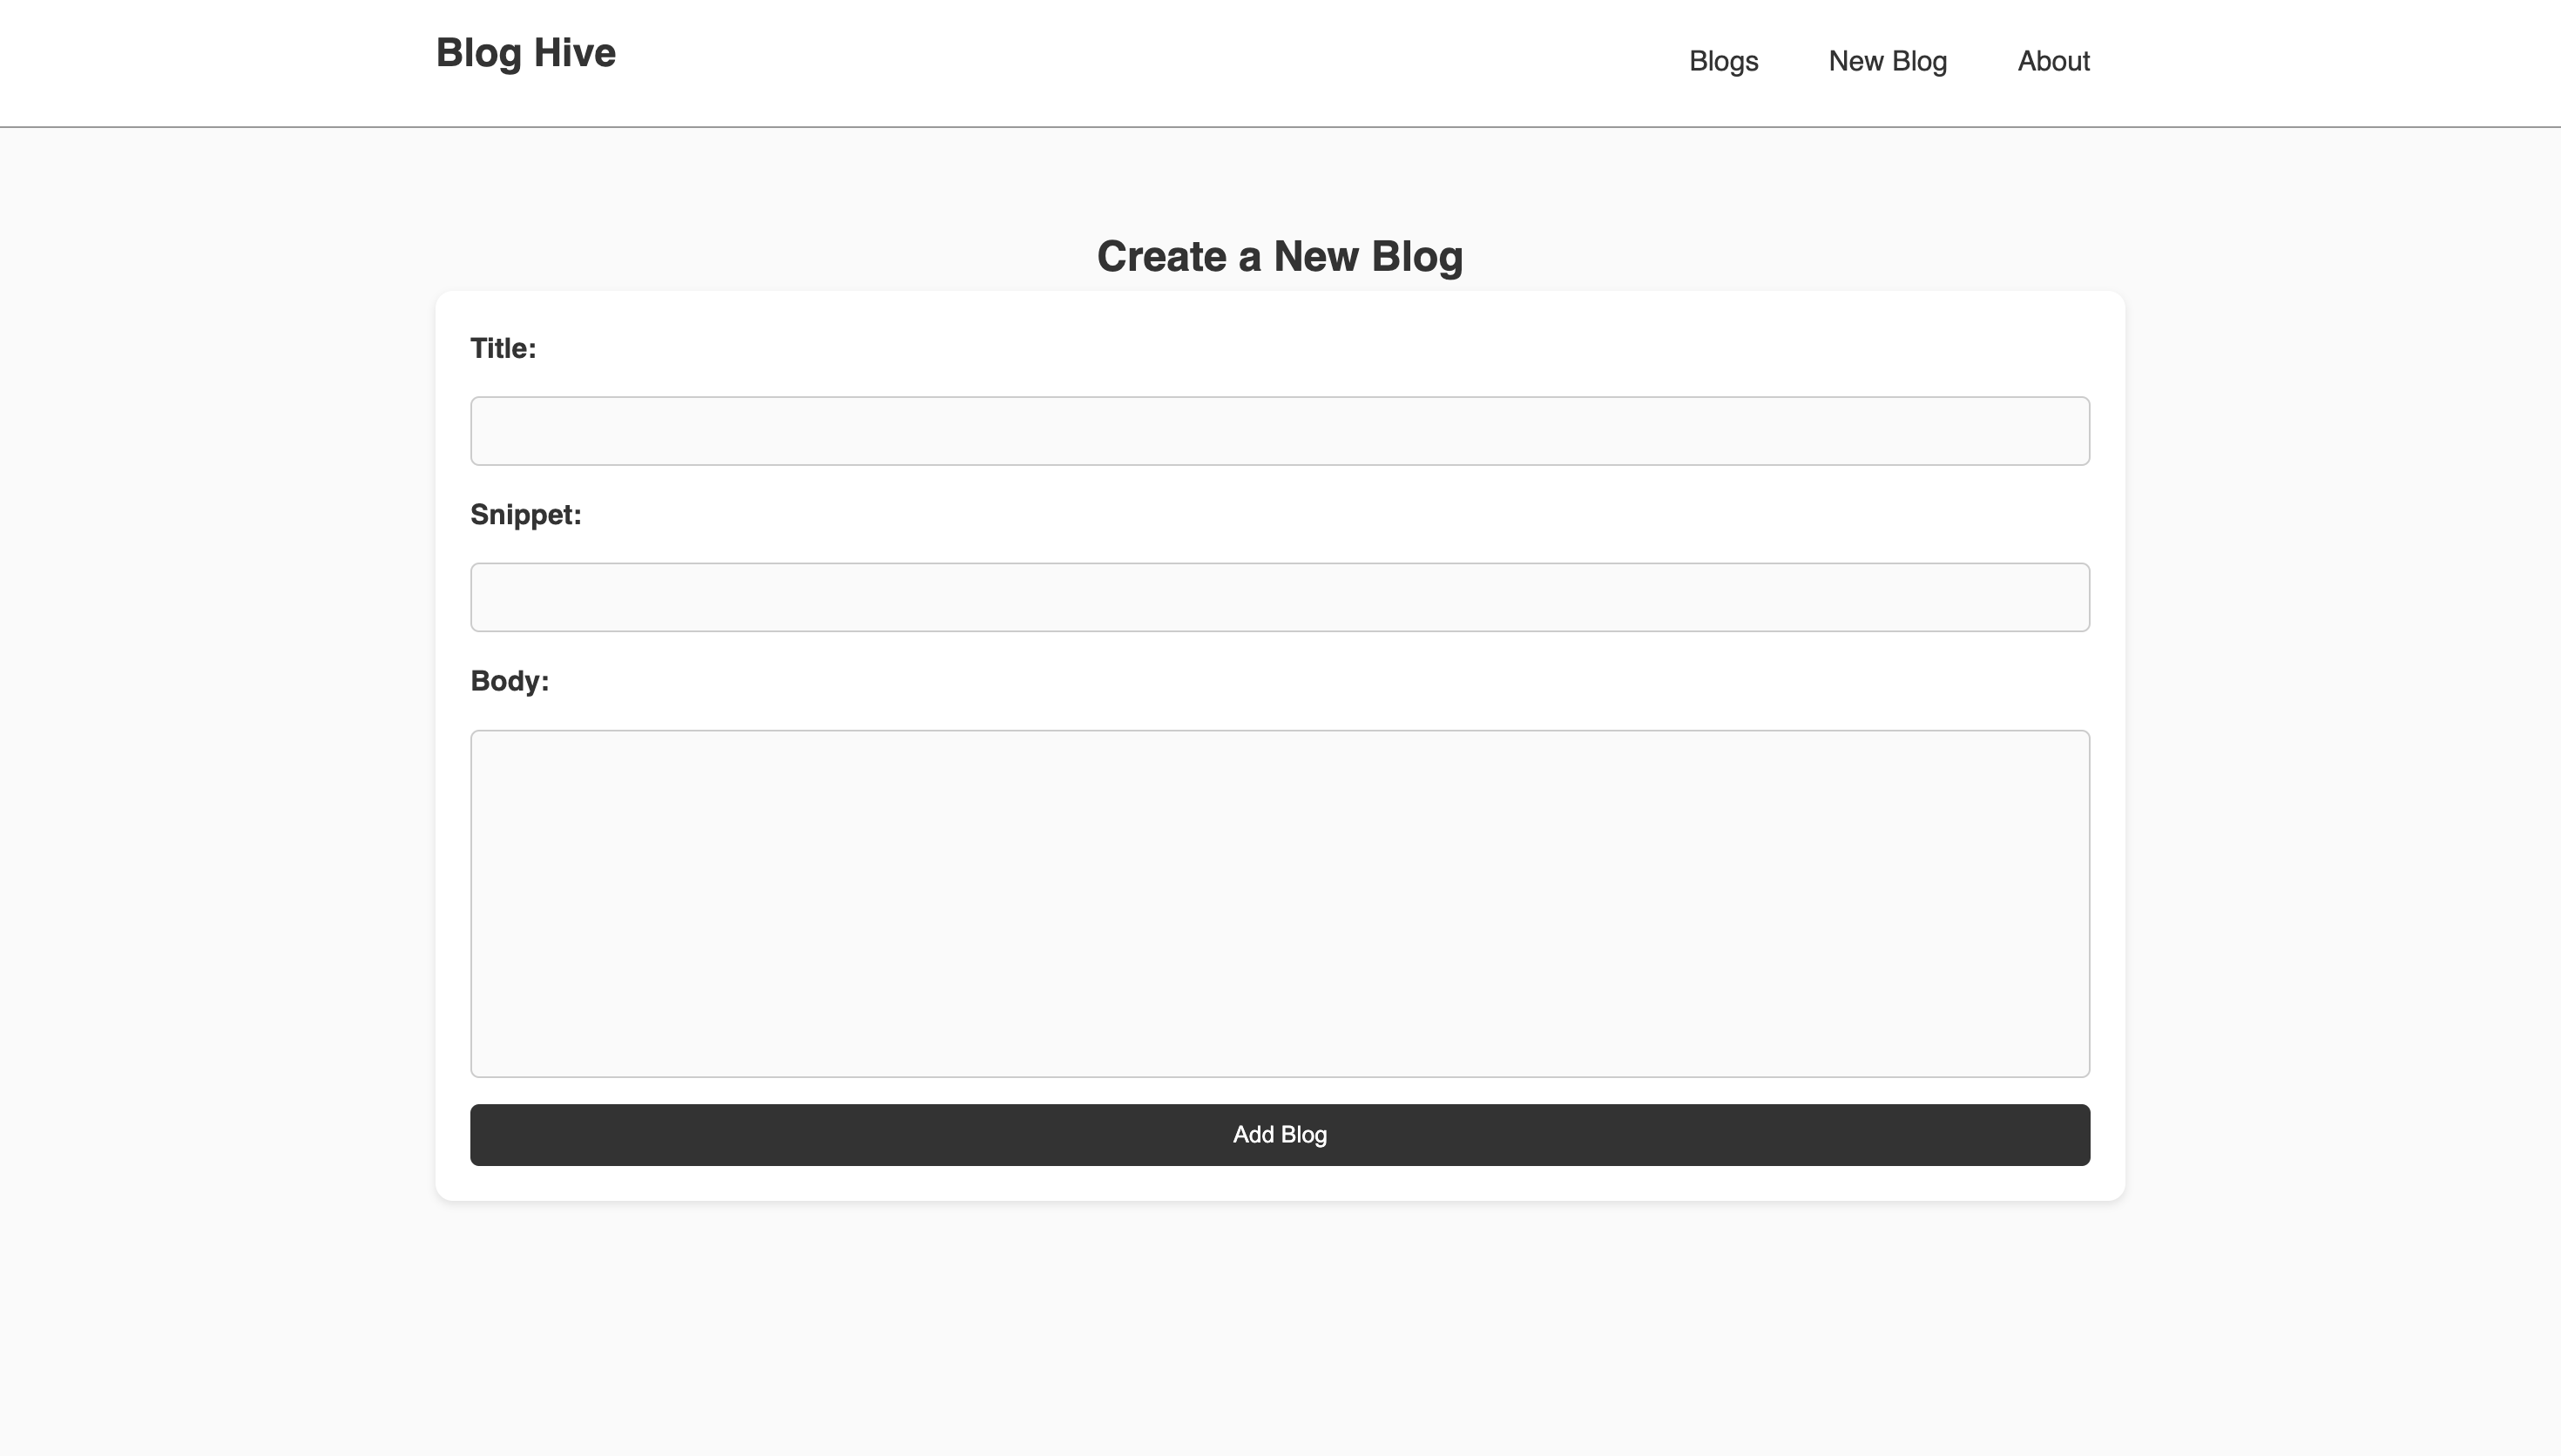 Blog Hive
Blogs
New Blog
About
Create a New Blog
Title:
Snippet:
Body:
Add Blog